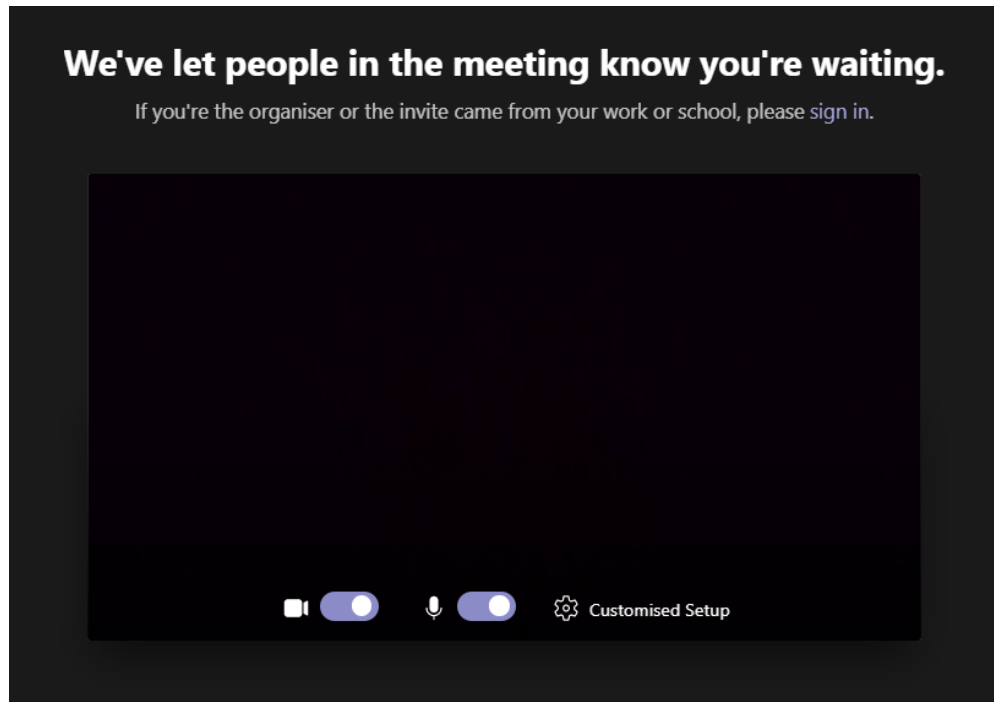 We've let people in the meeting know you're waiting.
If you're the organiser or the invite came from your work or school, please sign in.
Customised Setup